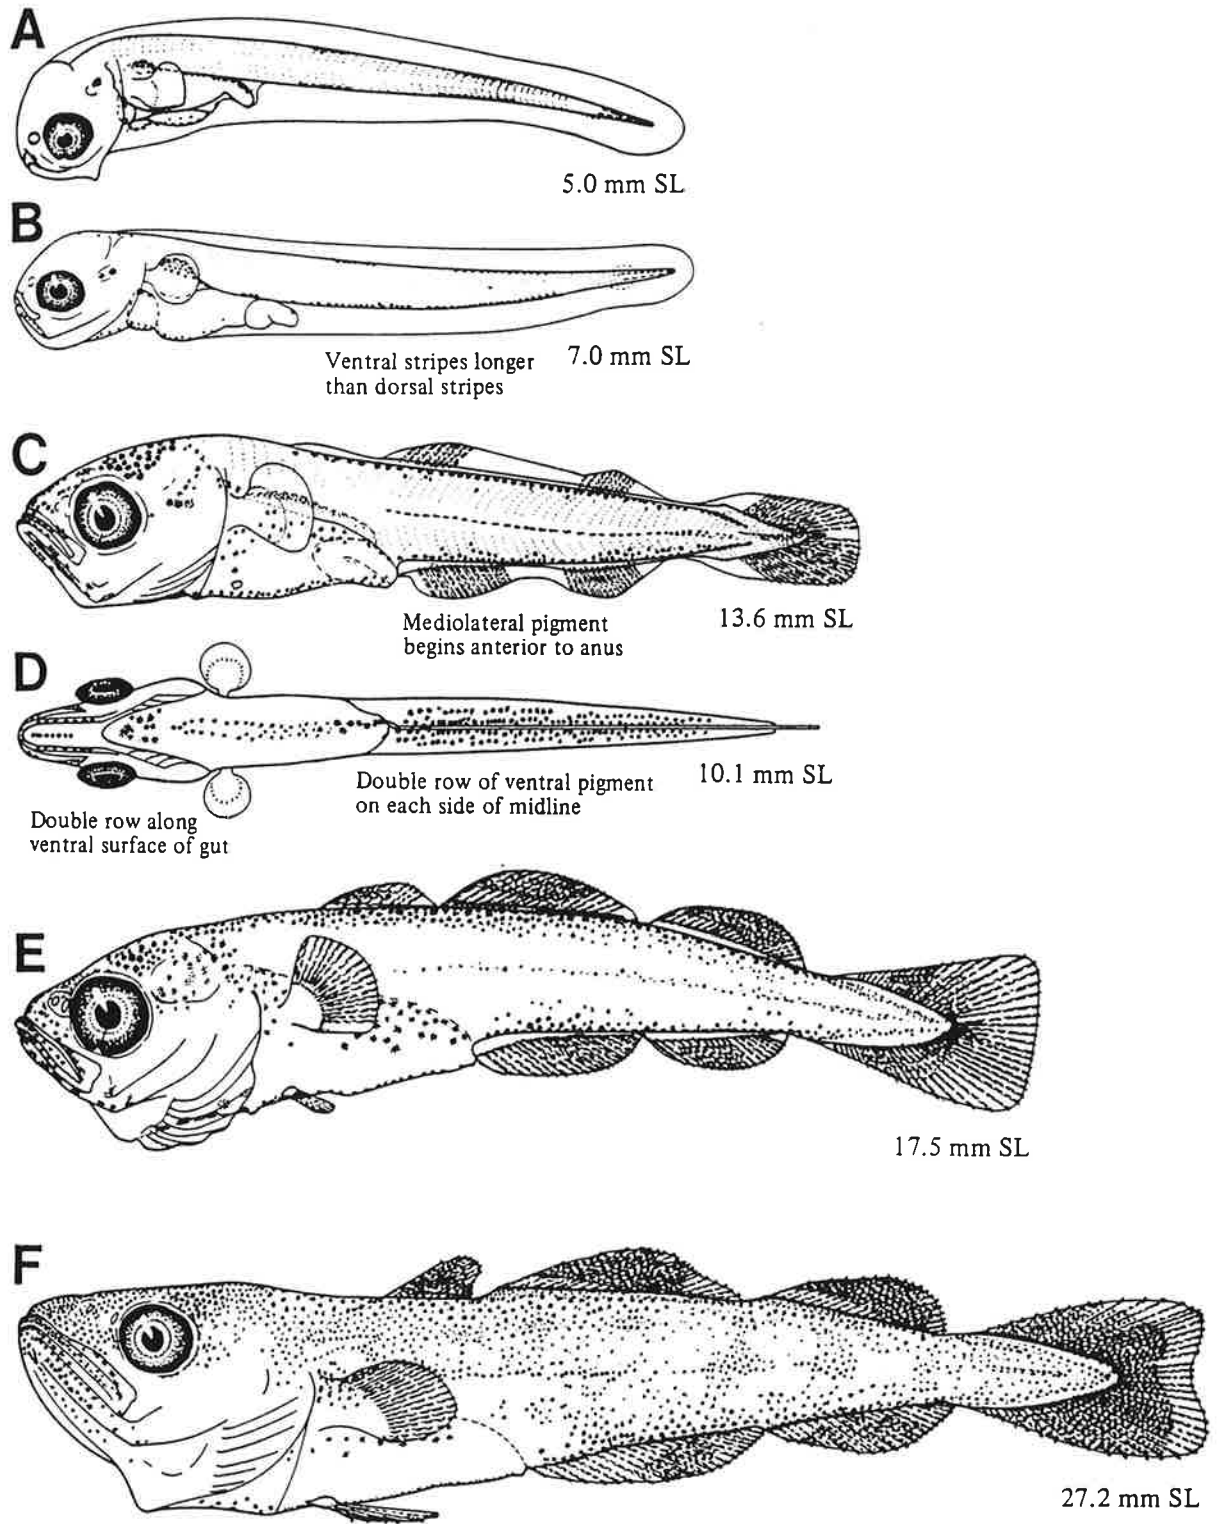 A
5.0 mm SL
B
7.0 mm SL
Ventral stripes longer
than dorsal stripes
C
Mediolateral pigment
begins anterior to anus
13.6 mm SL
D
10.1 mm SL
Double row of ventral pigment
on each side of midline
Double row along
ventral surface of gut
E
17.5 mm SL
F
27.2 mm SL